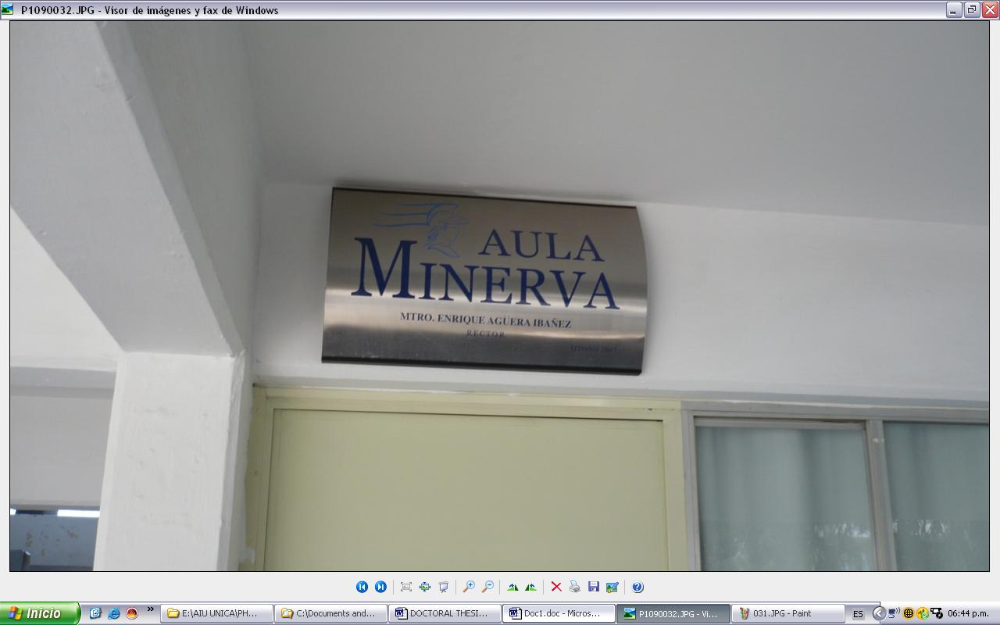 P1090032.JPG - Visor de imágenes y fax de Windows
AULA
MINERVA
MTRO. ENRIQUE AGÜERA IBAÑEZ
RECTOR
Inicio
E:\AIU UNICA\PH...
C:\Documents and...
DOCTORAL THESI...
Doc1.doc - Micros...
P1090032.JPG - Vi...
031.JPG - Paint
ES
06:44 p.m.